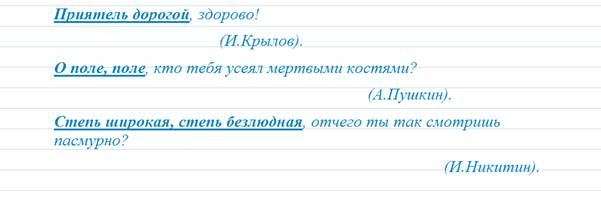 Приятель дорогой, здорово!
(И.Крылов).
О поле, поле, кто тебя усеял мертвыми костями?
(А.Пушкин).
Степь широкая, степь безлюдная, отчего ты так смотришь
пасмурно?
(И.Никитин).